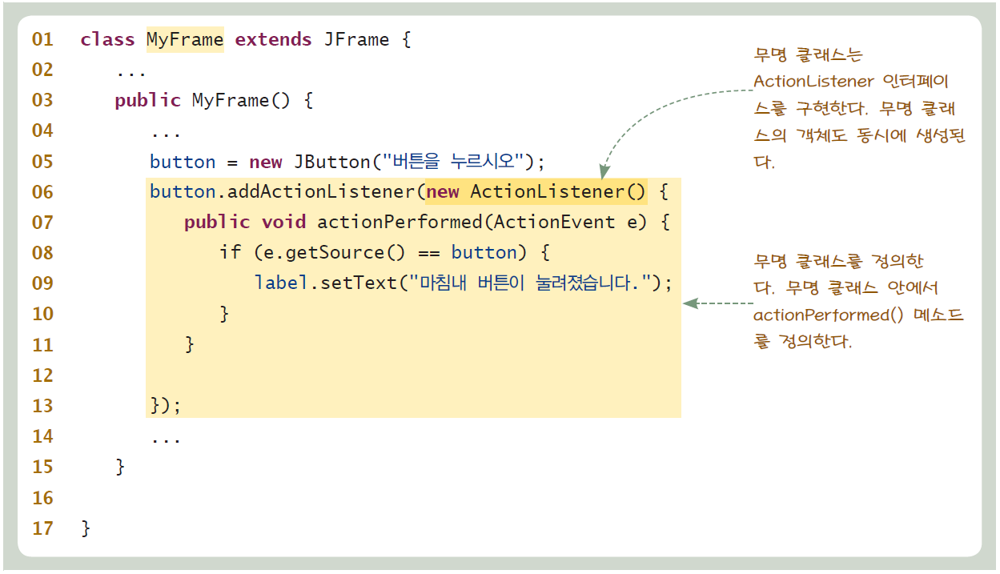 01 class MyFrame extends JFrame {
02 ...
03 public MyFrame() {
04 ...
05 button = new JButton("버튼을 누르시오");
06 button.addActionListener(new ActionListener() {
07 public void actionPerformed(ActionEvent e) {
08 if (e.getSource() == button) {
09 label.setText("마침내 버튼이 눌려졌습니다.");
10 }
11 }
12
13 });
14 ...
15 }
16
17 }
무명 클래스는
ActionListener 인터페이
스를 구현한다. 무명 클래
스의 객체도 동시에 생성된
다.
무명 클래스를 정의한
다. 무명 클래스 안에서
actionPerformed() 메소드
를 정의한다.